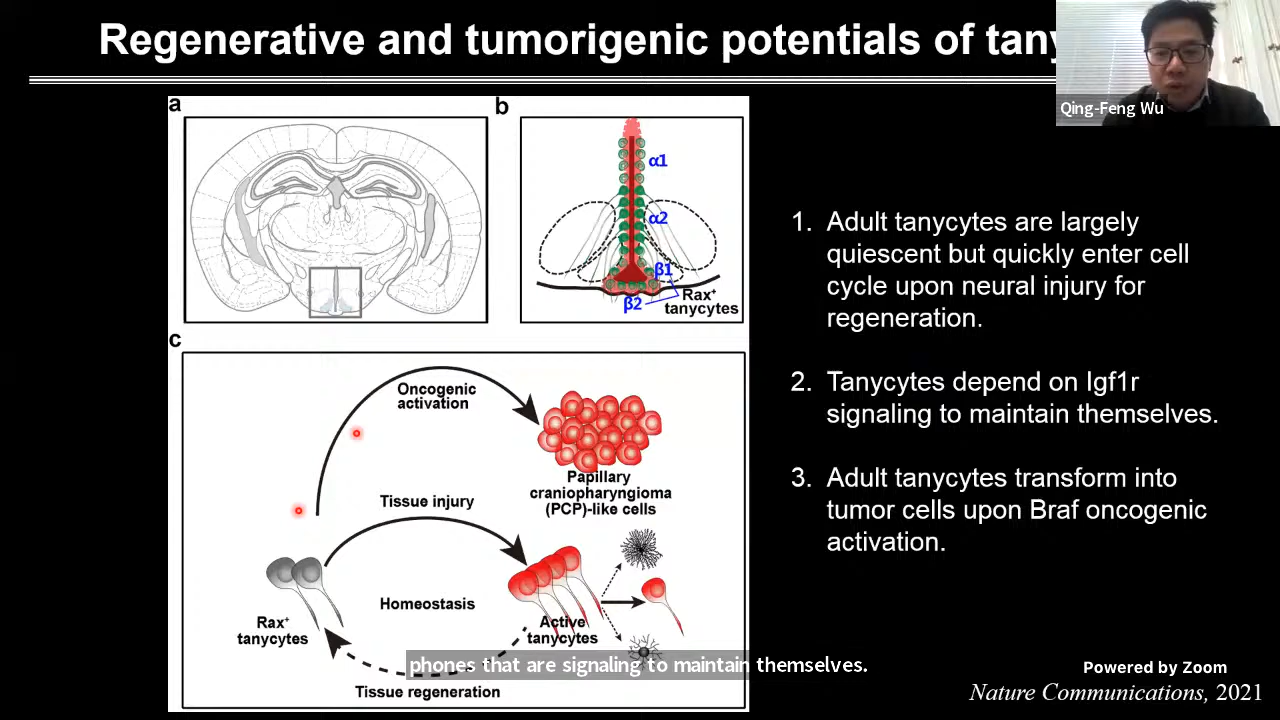 Regenerative and tumorigenic potentials of
Qing-Feng Wu
a
b
α1
α2
β1
β2
Rax⁺
tanycytes
c
Oncogenic
activation
Papillary
craniopharyngioma
(PCP)-like cells
Tissue injury
Homeostasis
Rax⁺
tanycytes
Active
tanycytes
Tissue regeneration
1. Adult tanycytes are largely
quiescent but quickly enter cell
cycle upon neural injury for
regeneration.
2. Tanycytes depend on Igf1r
signaling to maintain themselves.
3. Adult tanycytes transform into
tumor cells upon Braf oncogenic
activation.
phones that are signaling to maintain themselves.
Powered by Zoom
Nature Communications, 2021